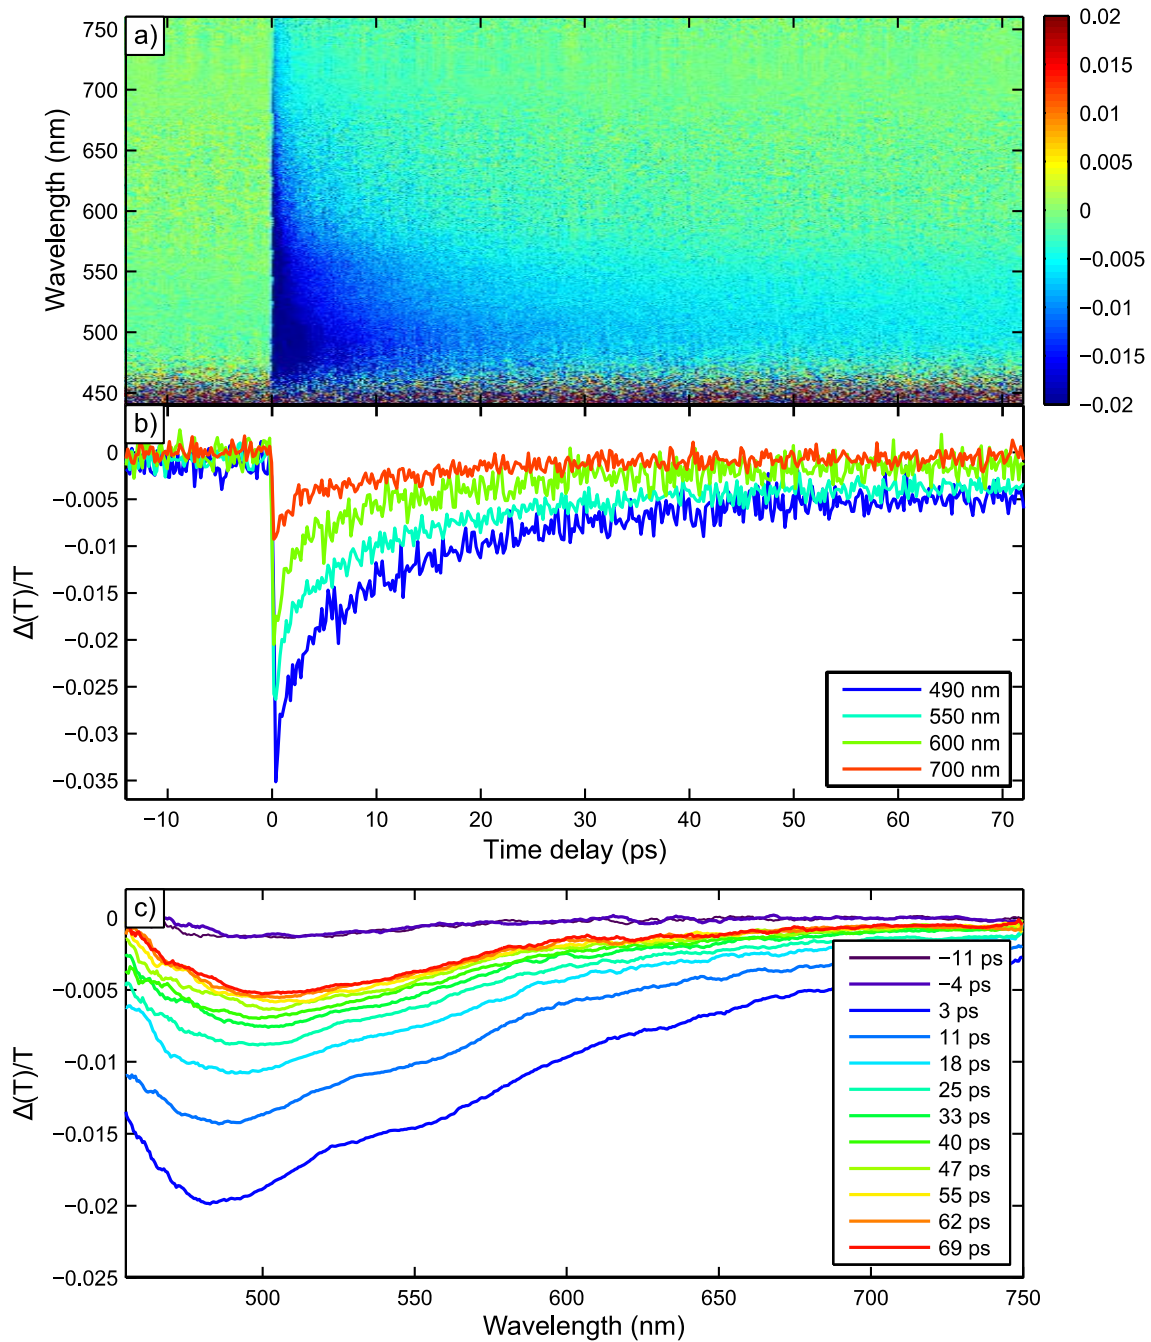 a)
Wavelength (nm)
750
700
650
600
550
500
450
0.02
0.015
0.01
0.005
0
−0.005
−0.01
−0.015
−0.02
b)
Δ(T)/T
0
−0.005
−0.01
−0.015
−0.02
−0.025
−0.03
−0.035
490 nm
550 nm
600 nm
700 nm
−10 0 10 20 30 40 50 60 70
Time delay (ps)
c)
Δ(T)/T
0
−0.005
−0.01
−0.015
−0.02
−0.025
−11 ps
−4 ps
3 ps
11 ps
18 ps
25 ps
33 ps
40 ps
47 ps
55 ps
62 ps
69 ps
500 550 600 650 700 750
Wavelength (nm)